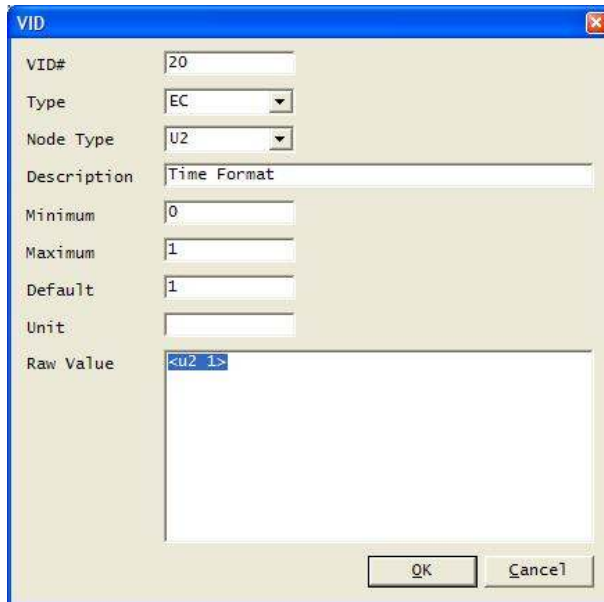 VID
VID# 20
Type EC
Node Type U2
Description Time Format
Minimum 0
Maximum 1
Default 1
Unit
Raw Value <u2 1>
OK Cancel